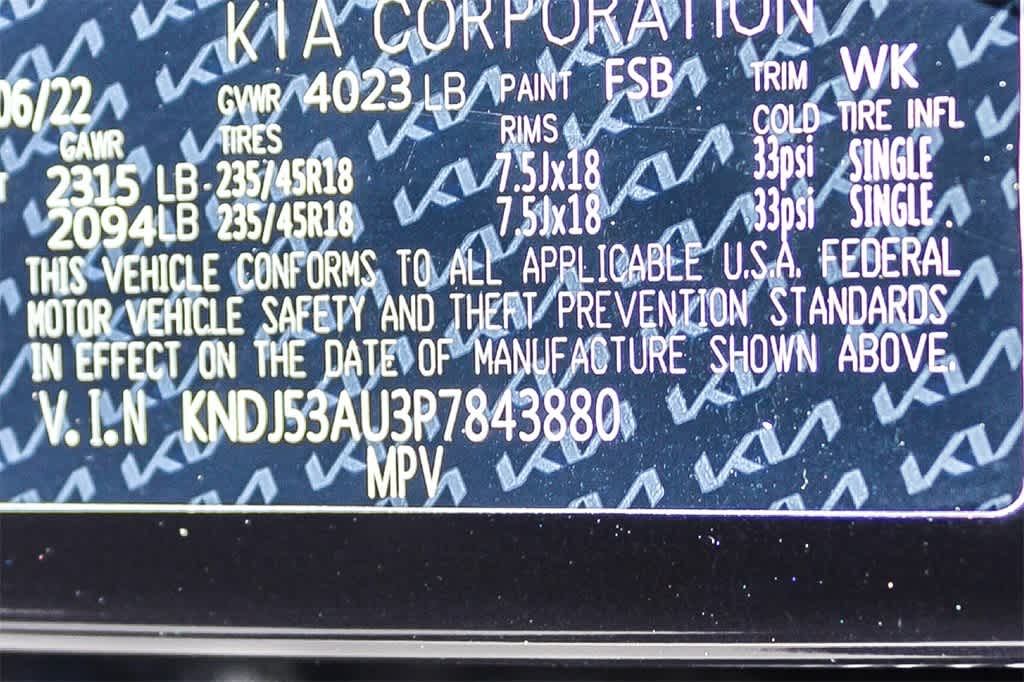 KIA CORPORATION
06/22 GVWR 4023 LB PAINT FSB TRIM WK
GAWR TIRES RIMS COLD TIRE INFL
2315 LB 235/45R18 7.5Jx18 33psi SINGLE
2094 LB 235/45R18 7.5Jx18 33psi SINGLE
THIS VEHICLE CONFORMS TO ALL APPLICABLE U.S.A. FEDERAL
MOTOR VEHICLE SAFETY AND THEFT PREVENTION STANDARDS
IN EFFECT ON THE DATE OF MANUFACTURE SHOWN ABOVE.
V.I.N KNDJ53AU3P7843880
MPV